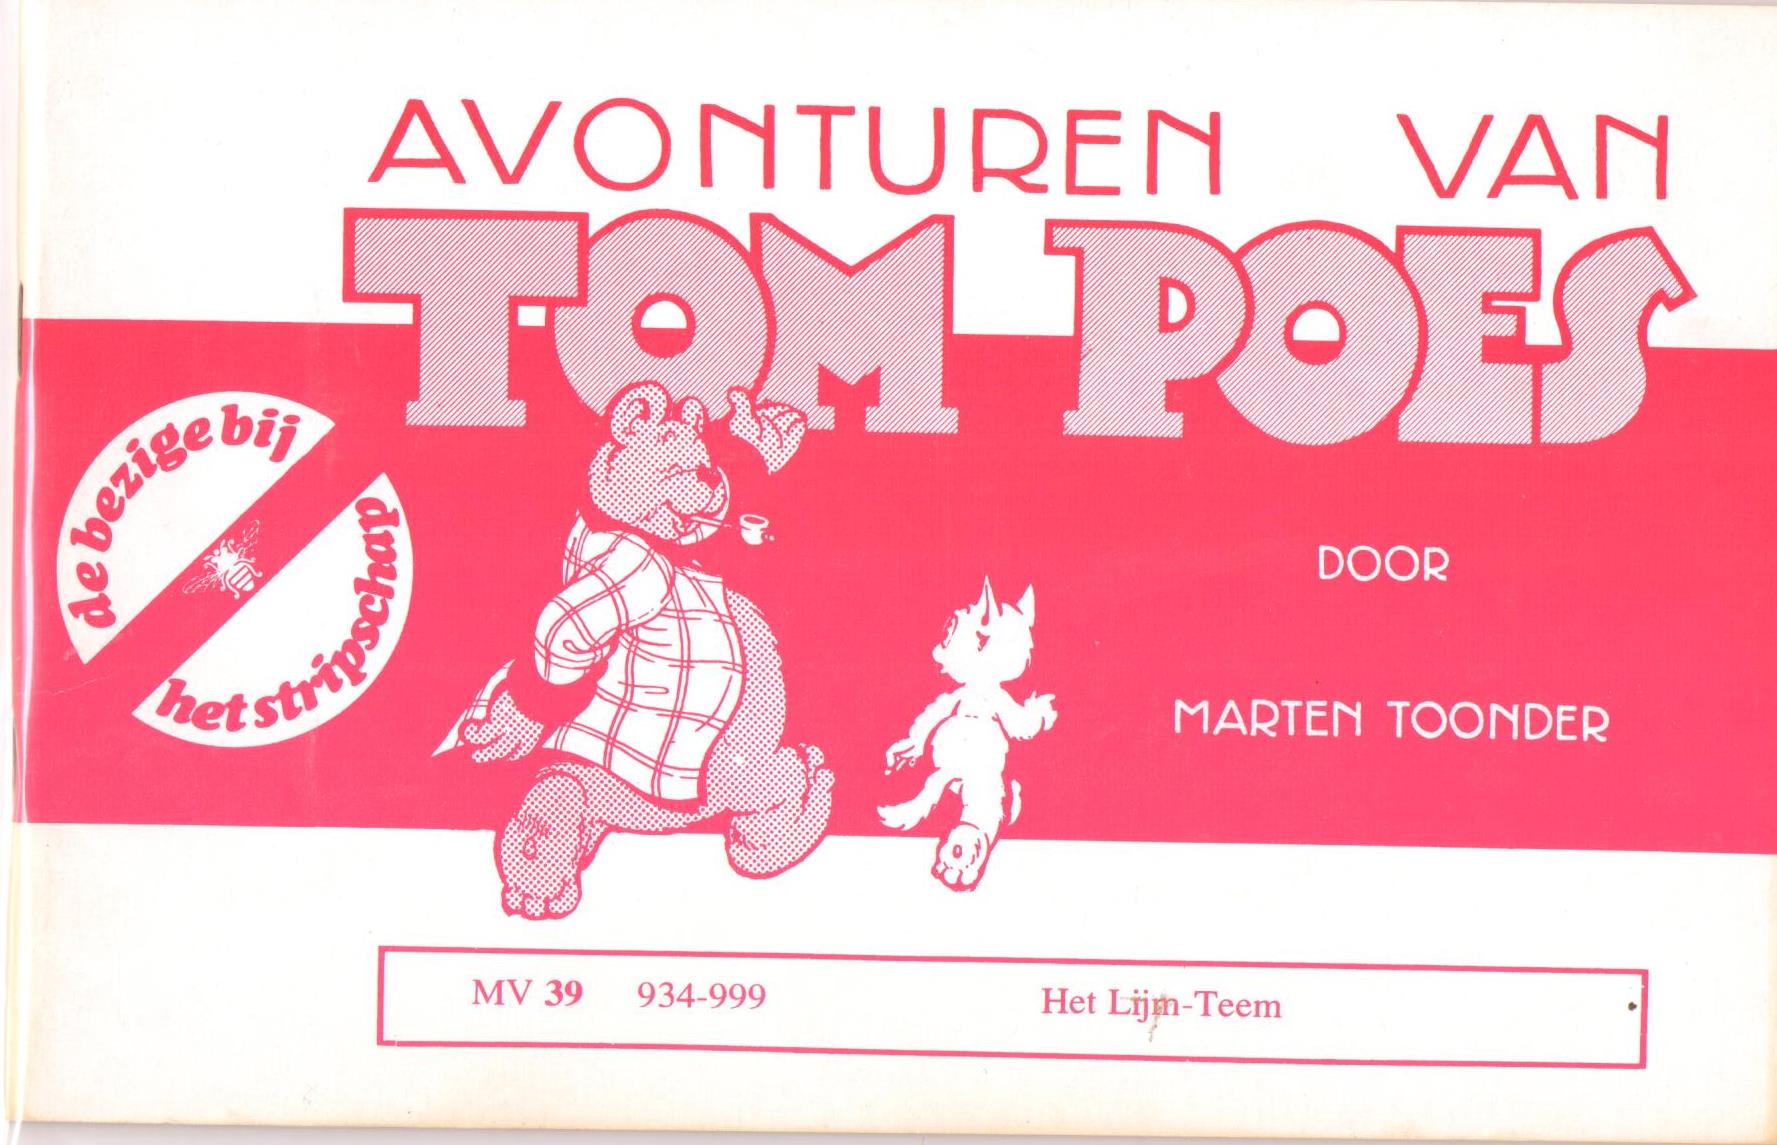 AVONTUREN VAN
TOM POES
de bezige bij
het stripschap
DOOR
MARTEN TOONDER
MV 39 934-999 Het Lijm-Teem